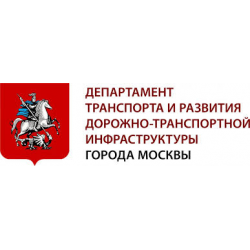 ДЕПАРТАМЕНТ
ТРАНСПОРТА И РАЗВИТИЯ
ДОРОЖНО-ТРАНСПОРТНОЙ
ИНФРАСТРУКТУРЫ
ГОРОДА МОСКВЫ